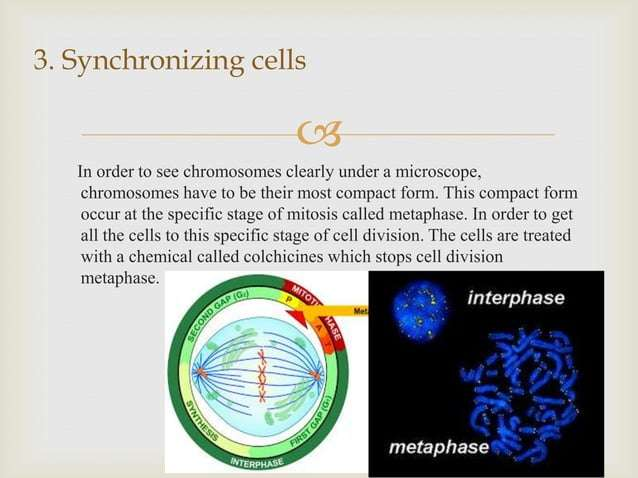 3. Synchronizing cells
In order to see chromosomes clearly under a microscope,
chromosomes have to be their most compact form. This compact form
occur at the specific stage of mitosis called metaphase. In order to get
all the cells to this specific stage of cell division. The cells are treated
with a chemical called colchicines which stops cell division
metaphase.
SECOND GAP (G₂)
MITOTIC PHASE
P
Meta
A
T
SYNTHESIS
FIRST GAP (G₁)
INTERPHASE
interphase
metaphase